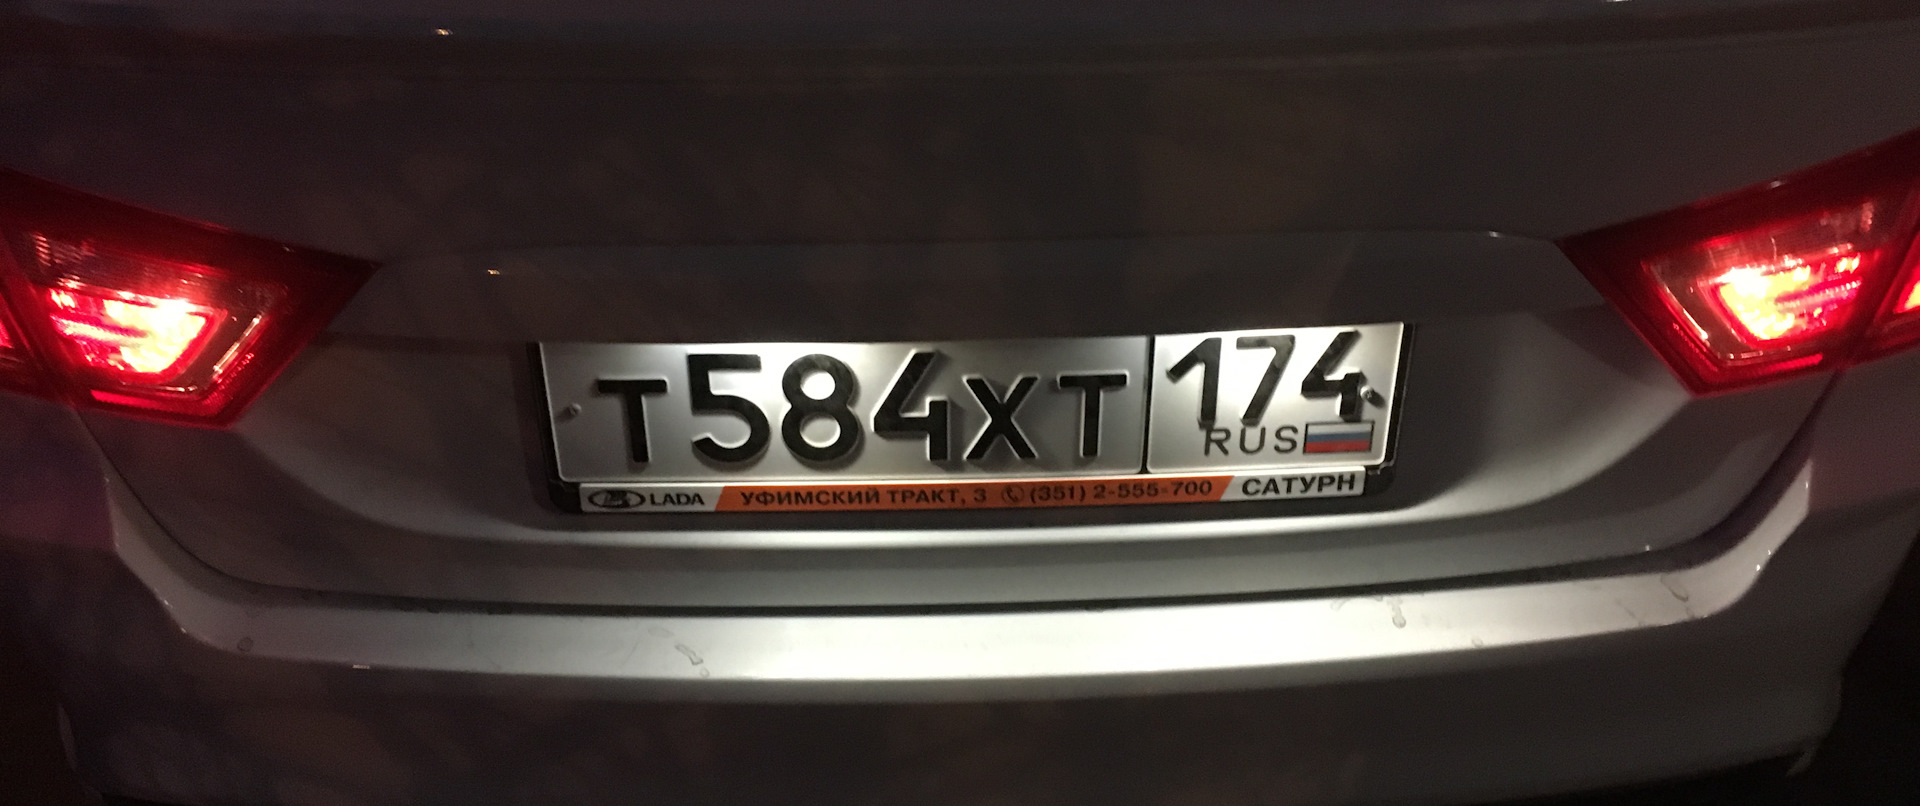 Т584ХТ 174
RUS
LADA УФИМСКИЙ ТРАКТ, 3 (351) 2-555-700 САТУРН